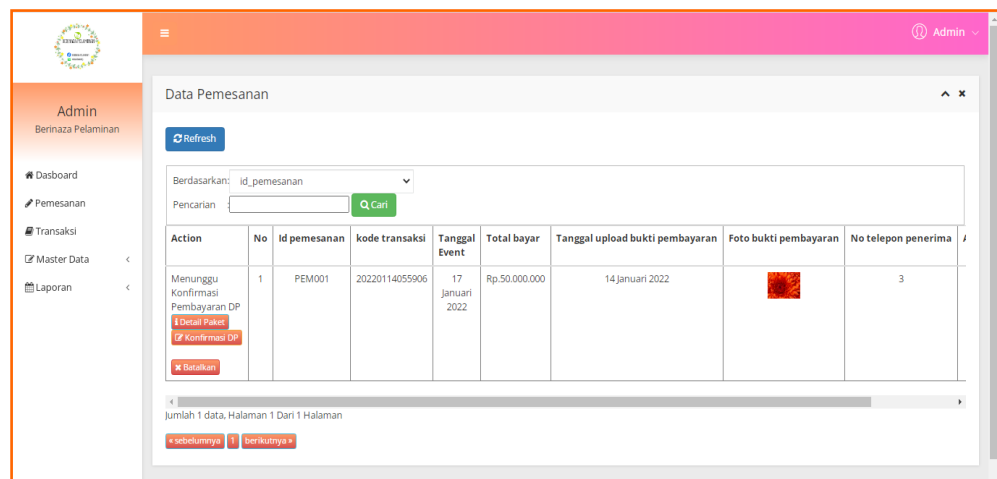 Admin
Admin
Berinaza Pelaminan
Dasboard
Pemesanan
Transaksi
Master Data
Laporan
Data Pemesanan
Refresh
Berdasarkan: id_pemesanan
Pencarian : Cari
Action No Id pemesanan kode transaksi Tanggal Event Total bayar Tanggal upload bukti pembayaran Foto bukti pembayaran No telepon penerima
Menunggu Konfirmasi Pembayaran DP 1 PEM001 20220114055906 17 Januari 2022 Rp.50.000.000 14 Januari 2022 3
Detail Paket
Konfirmasi DP
Batalkan
Jumlah 1 data, Halaman 1 Dari 1 Halaman
« sebelumnya 1 berikutnya »